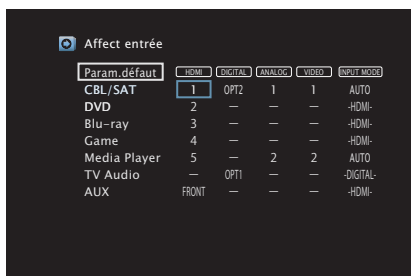 Affect entrée
Param.défaut HDMI DIGITAL ANALOG VIDEO INPUT MODE
CBL/SAT 1 OPT2 1 1 AUTO
DVD 2 — — — -HDMI-
Blu-ray 3 — — — -HDMI-
Game 4 — — — -HDMI-
Media Player 5 — 2 2 AUTO
TV Audio — OPT1 — — -DIGITAL-
AUX FRONT — — — -HDMI-